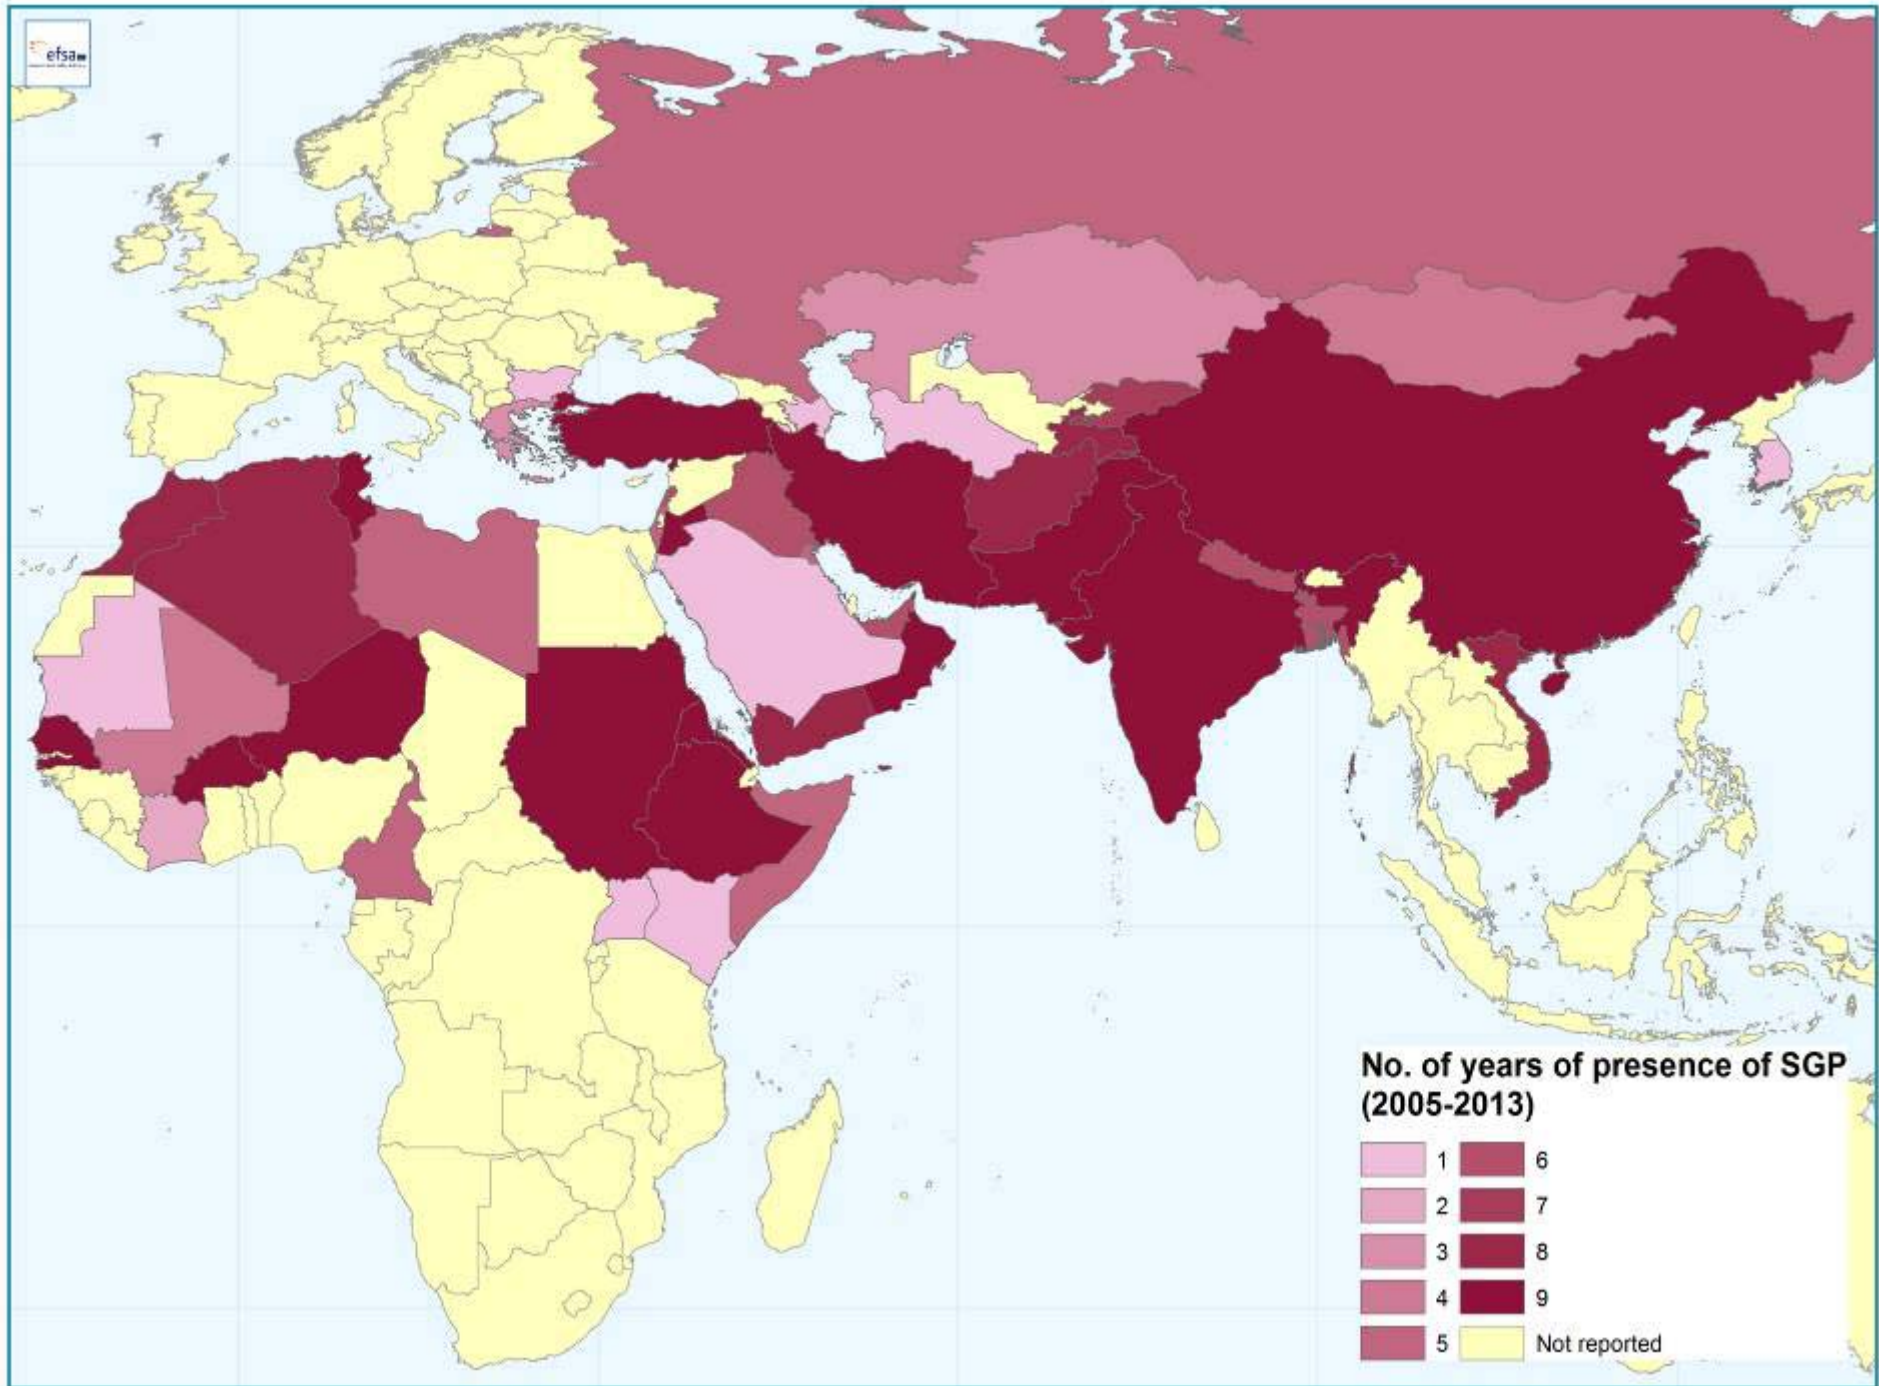 efsa
No. of years of presence of SGP
(2005-2013)
1 6
2 7
3 8
4 9
5 Not reported